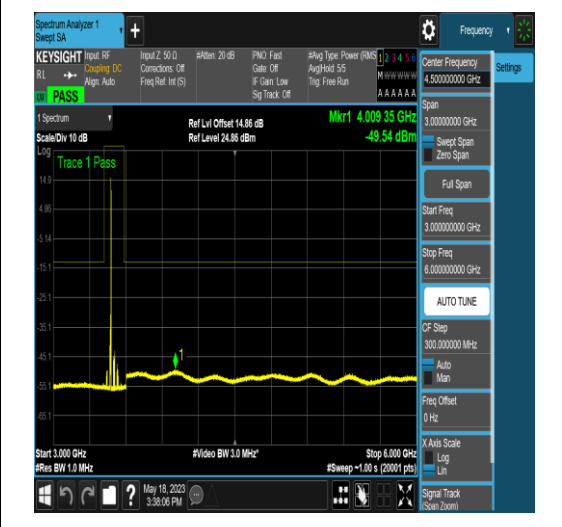 Spectrum Analyzer 1
Swept SA
+
Frequency
KEYSIGHT
RL
Input: RF
Coupling: DC
Align: Auto
Input Z: 50 Ω
Corrections: Off
Freq Ref: Int (S)
#Atten: 20 dB
PNO: Fast
Gate: Off
IF Gain: Low
Sig Track: Off
#Avg Type: Power (RMS
Avg|Hold: 5/5
Trig: Free Run
1 2 3 4 5 6
M W W W W W
A A A A A A
PASS
1 Spectrum
Scale/Div 10 dB
Ref Lvl Offset 14.86 dB
Ref Level 24.86 dBm
Mkr1 4.009 35 GHz
-49.54 dBm
Log
Trace 1 Pass
14.9
4.86
-5.14
-15.1
-25.1
-35.1
-45.1
-55.1
-65.1
1
Start 3.000 GHz
#Res BW 1.0 MHz
#Video BW 3.0 MHz*
Stop 6.000 GHz
#Sweep ~1.00 s (20001 pts)
?
May 18, 2023
3:38:06 PM
Center Frequency
4.500000000 GHz
Settings
Span
3.00000000 GHz
Swept Span
Zero Span
Full Span
Start Freq
3.000000000 GHz
Stop Freq
6.000000000 GHz
AUTO TUNE
CF Step
300.000000 MHz
Auto
Man
Freq Offset
0 Hz
X Axis Scale
Log
Lin
Signal Track
(Span Zoom)